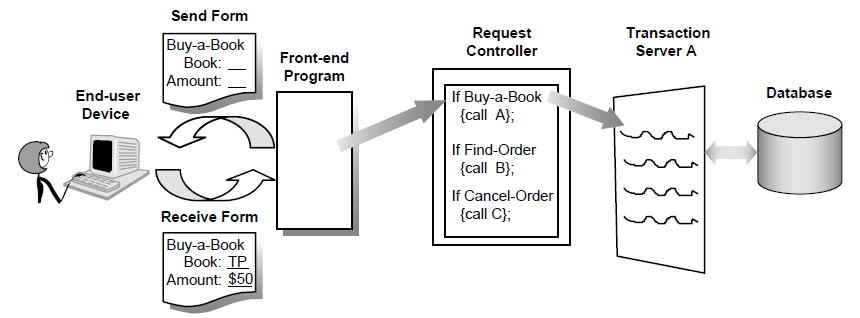 Send Form
Buy-a-Book
Book: __
Amount: __
End-user
Device
Receive Form
Buy-a-Book
Book: TP
Amount: $50
Front-end
Program
Request
Controller
If Buy-a-Book
{call A};
If Find-Order
{call B};
If Cancel-Order
{call C};
Transaction
Server A
Database